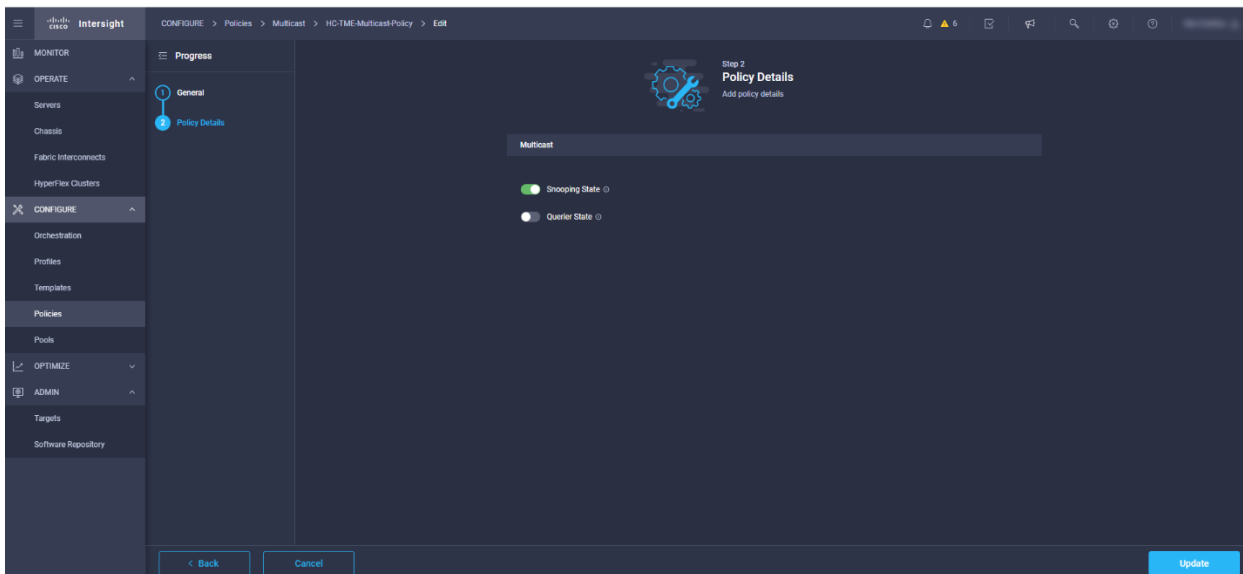 CISCO Intersight
CONFIGURE > Policies > Multicast > HC-TME-Multicast-Policy > Edit
6
MONITOR
OPERATE
Servers
Chassis
Fabric Interconnects
HyperFlex Clusters
CONFIGURE
Orchestration
Profiles
Templates
Policies
Pools
OPTIMIZE
ADMIN
Targets
Software Repository
Progress
1 General
2 Policy Details
Step 2
Policy Details
Add policy details
Multicast
Snooping State
Querier State
< Back
Cancel
Update